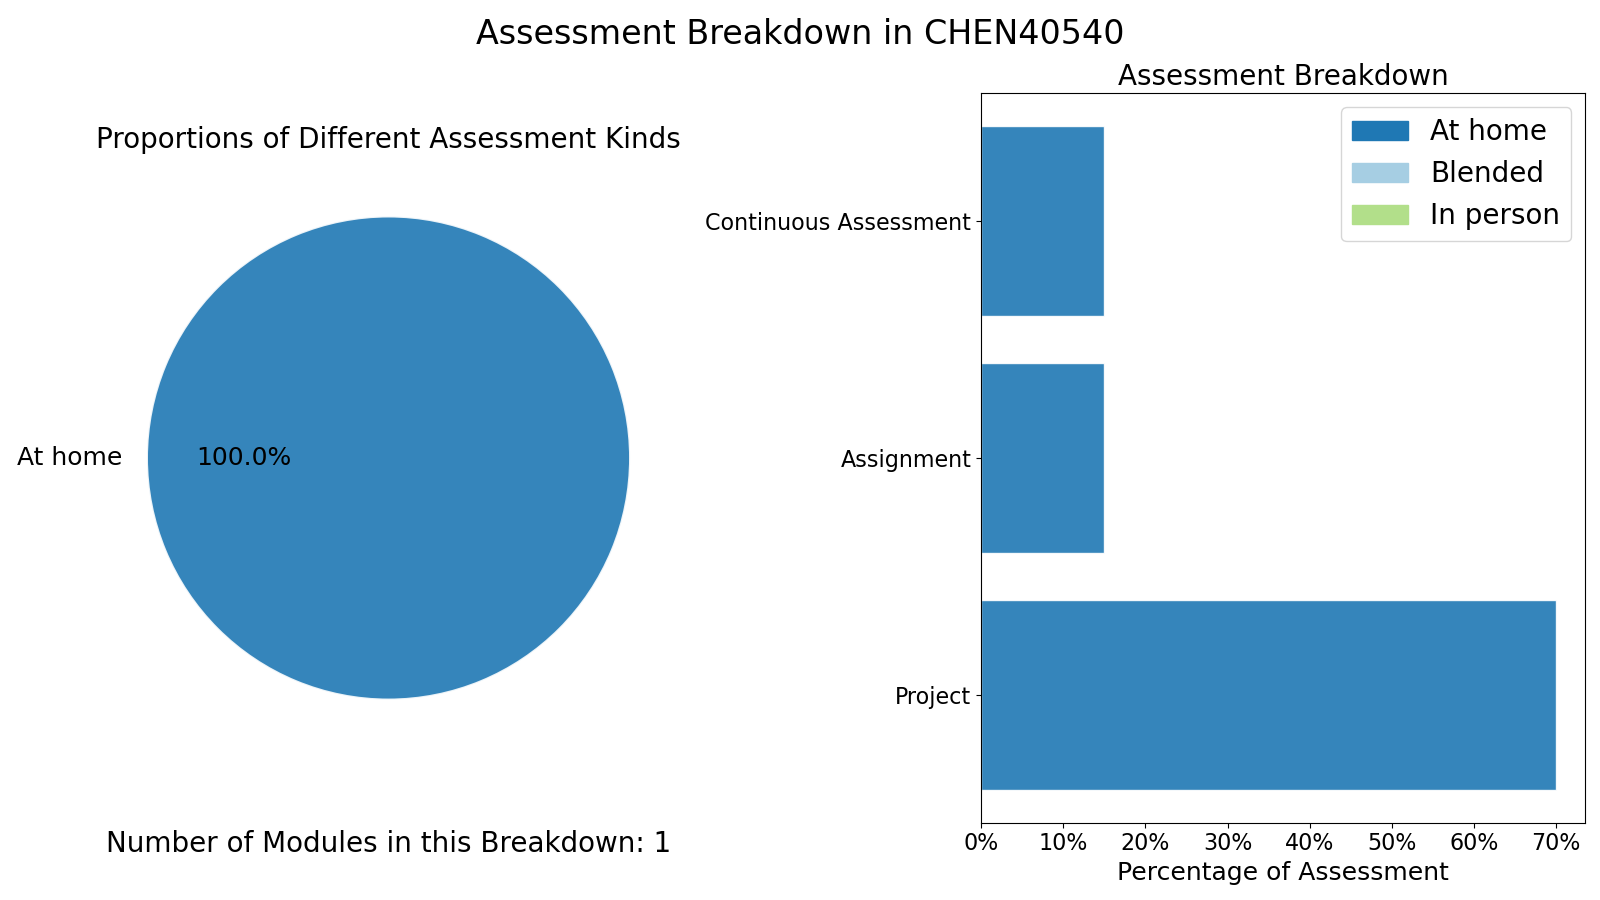 Assessment Breakdown in CHEN40540
Proportions of Different Assessment Kinds
At home
100.0%
Number of Modules in this Breakdown: 1
Assessment Breakdown
At home
Blended
In person
Continuous Assessment
Assignment
Project
0% 10% 20% 30% 40% 50% 60% 70%
Percentage of Assessment